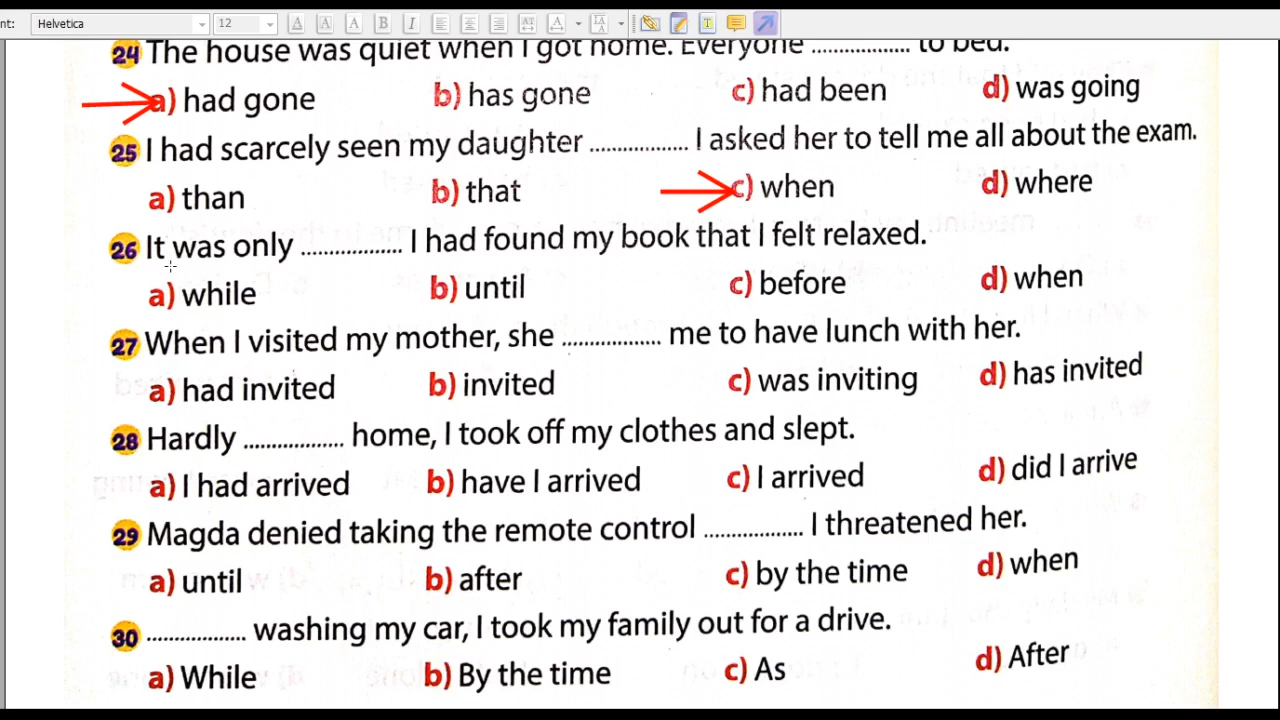 nt: Helvetica 12
24 The house was quiet when I got home. Everyone .................. to bed.
a) had gone b) has gone c) had been d) was going
25 I had scarcely seen my daughter .................. I asked her to tell me all about the exam.
a) than b) that c) when d) where
26 It was only .................. I had found my book that I felt relaxed.
a) while b) until c) before d) when
27 When I visited my mother, she .................. me to have lunch with her.
a) had invited b) invited c) was inviting d) has invited
28 Hardly .................. home, I took off my clothes and slept.
a) I had arrived b) have I arrived c) I arrived d) did I arrive
29 Magda denied taking the remote control .................. I threatened her.
a) until b) after c) by the time d) when
30 .................. washing my car, I took my family out for a drive.
a) While b) By the time c) As d) After